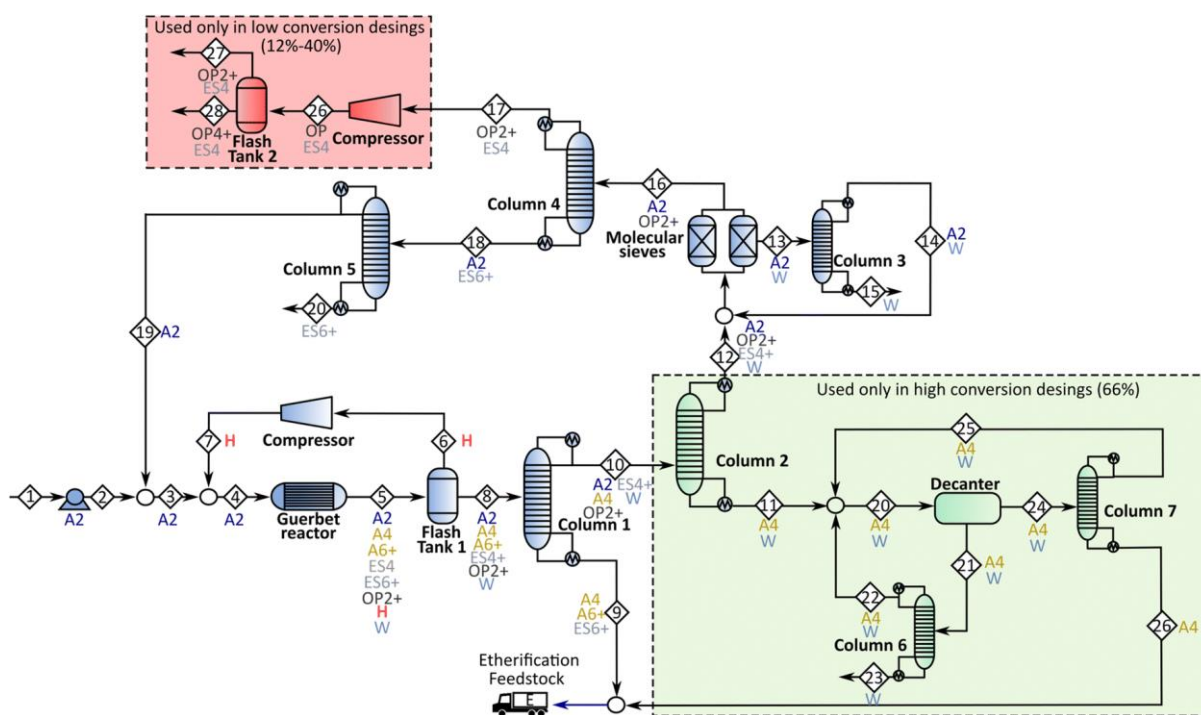 Used only in low conversion desings
(12%-40%)
27
OP2+
ES4
28
OP4+
ES4
Flash
Tank 2
26
OP
ES4
Compressor
17
OP2+
ES4
Column 4
16
A2
OP2+
Molecular
sieves
13
A2
W
Column 3
14
A2
W
15
W
Column 5
18
A2
ES6+
20
ES6+
19
A2
12
A2
OP2+
ES4+
W
Used only in high conversion desings (66%)
7
H
Compressor
6
H
1
A2
2
3
A2
4
A2
Guerbet
reactor
5
A2
A4
A6+
ES4
ES6+
OP2+
H
W
Flash
Tank 1
8
A2
A4
A6+
ES4+
OP2+
W
Column 1
10
A2
A4
OP2+
ES4+
W
9
A4
A6+
ES6+
Column 2
11
A4
W
25
A4
W
20
A4
W
Decanter
24
A4
W
Column 7
21
A4
W
22
A4
W
Column 6
23
W
26
A4
Etherification
Feedstock
E